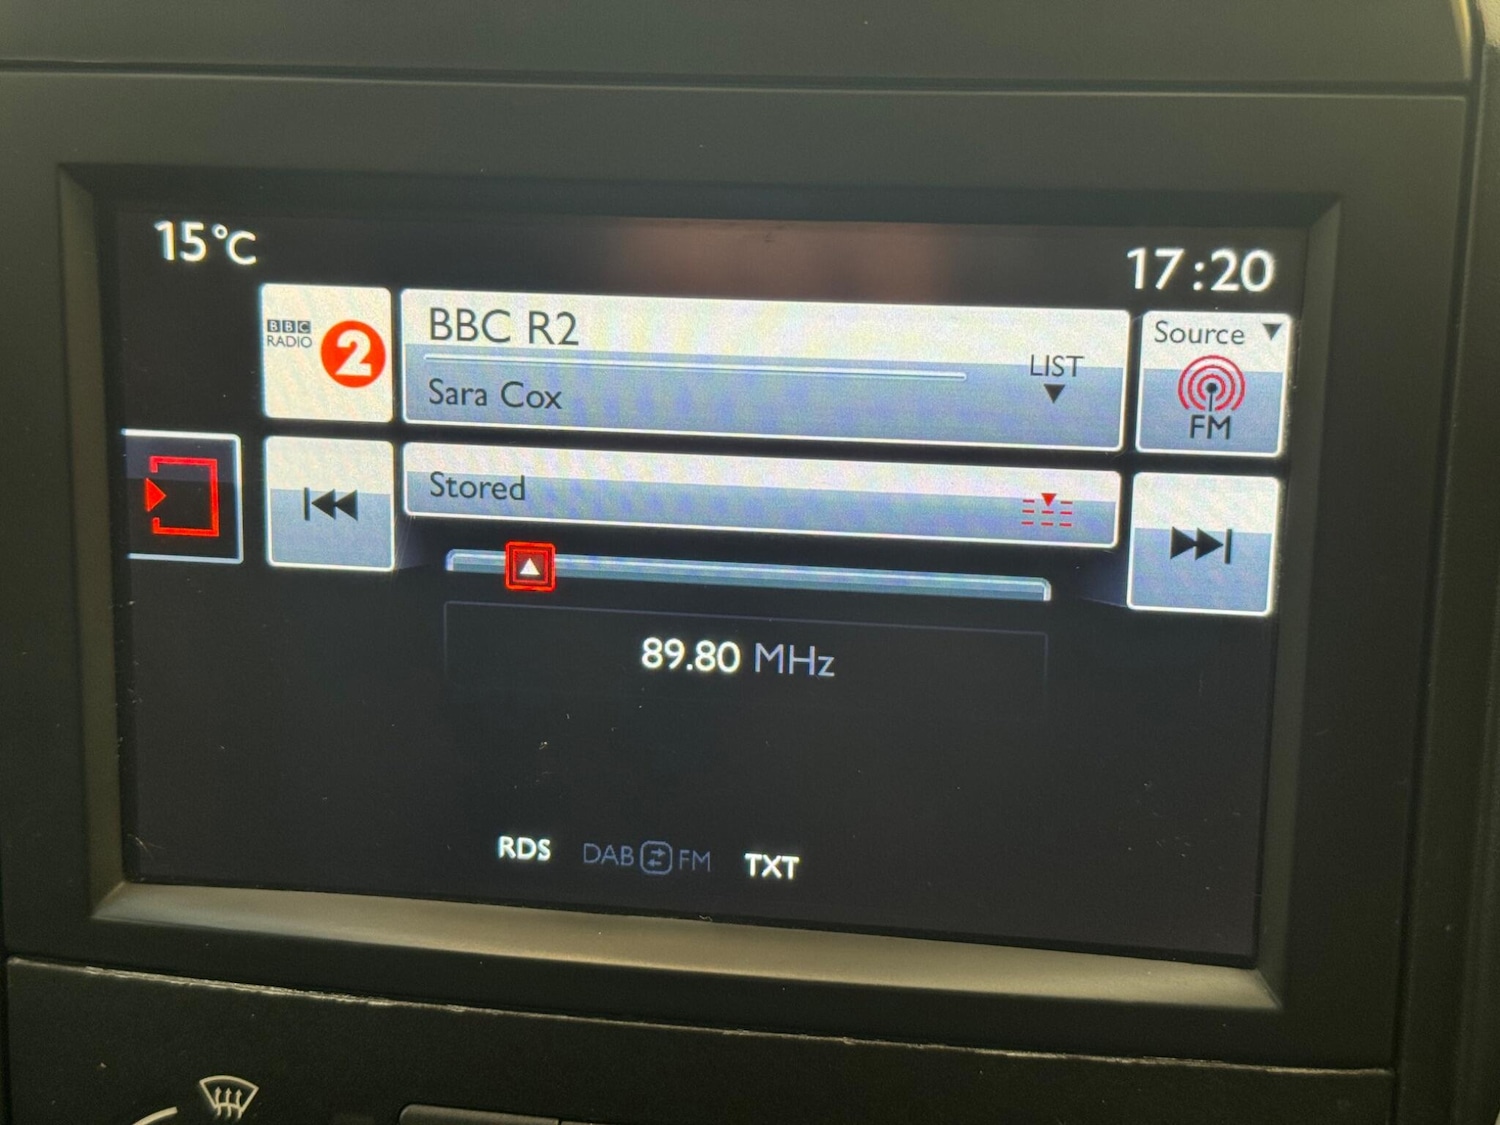 15°C
17:20
BBC
RADIO 2
BBC R2
Sara Cox
LIST
Source
FM
Stored
89.80 MHz
RDS DAB FM TXT